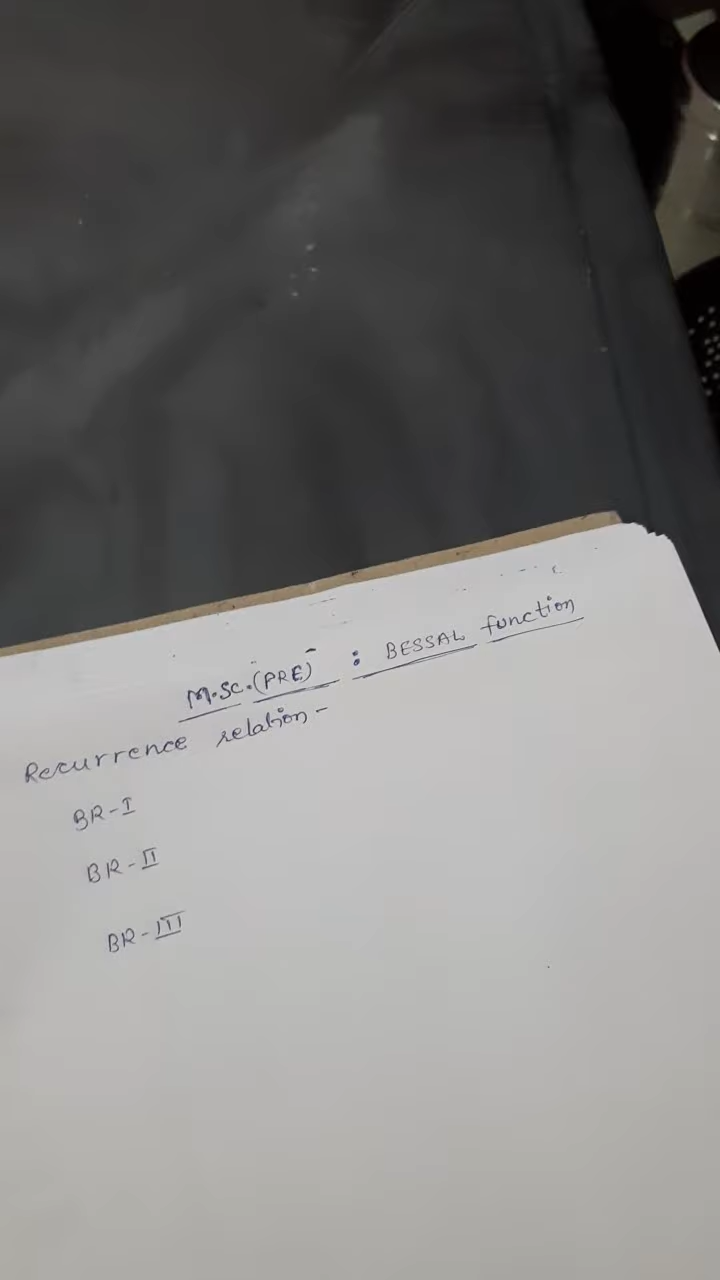 M.Sc.(PRE) : BESSAL function
Recurrence relation -
BR-I
BR-II
BR-III